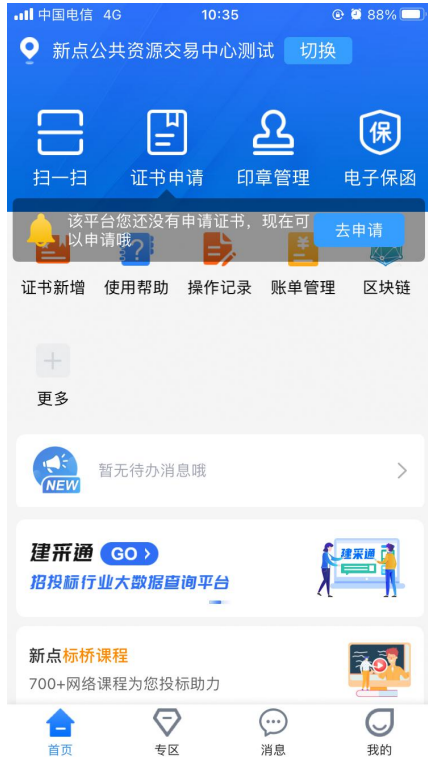 中国电信 4G 10:35 88%
新点公共资源交易中心测试 切换
保
扫一扫 证书申请 印章管理 电子保函
该平台您还没有申请证书，现在可
以申请哦
去申请
证书新增 使用帮助 操作记录 账单管理 区块链
更多
NEW
暂无待办消息哦
建采通 GO
建采通
招投标行业大数据查询平台
新点标桥课程
700+网络课程为您投标助力
首页 专区 消息 我的